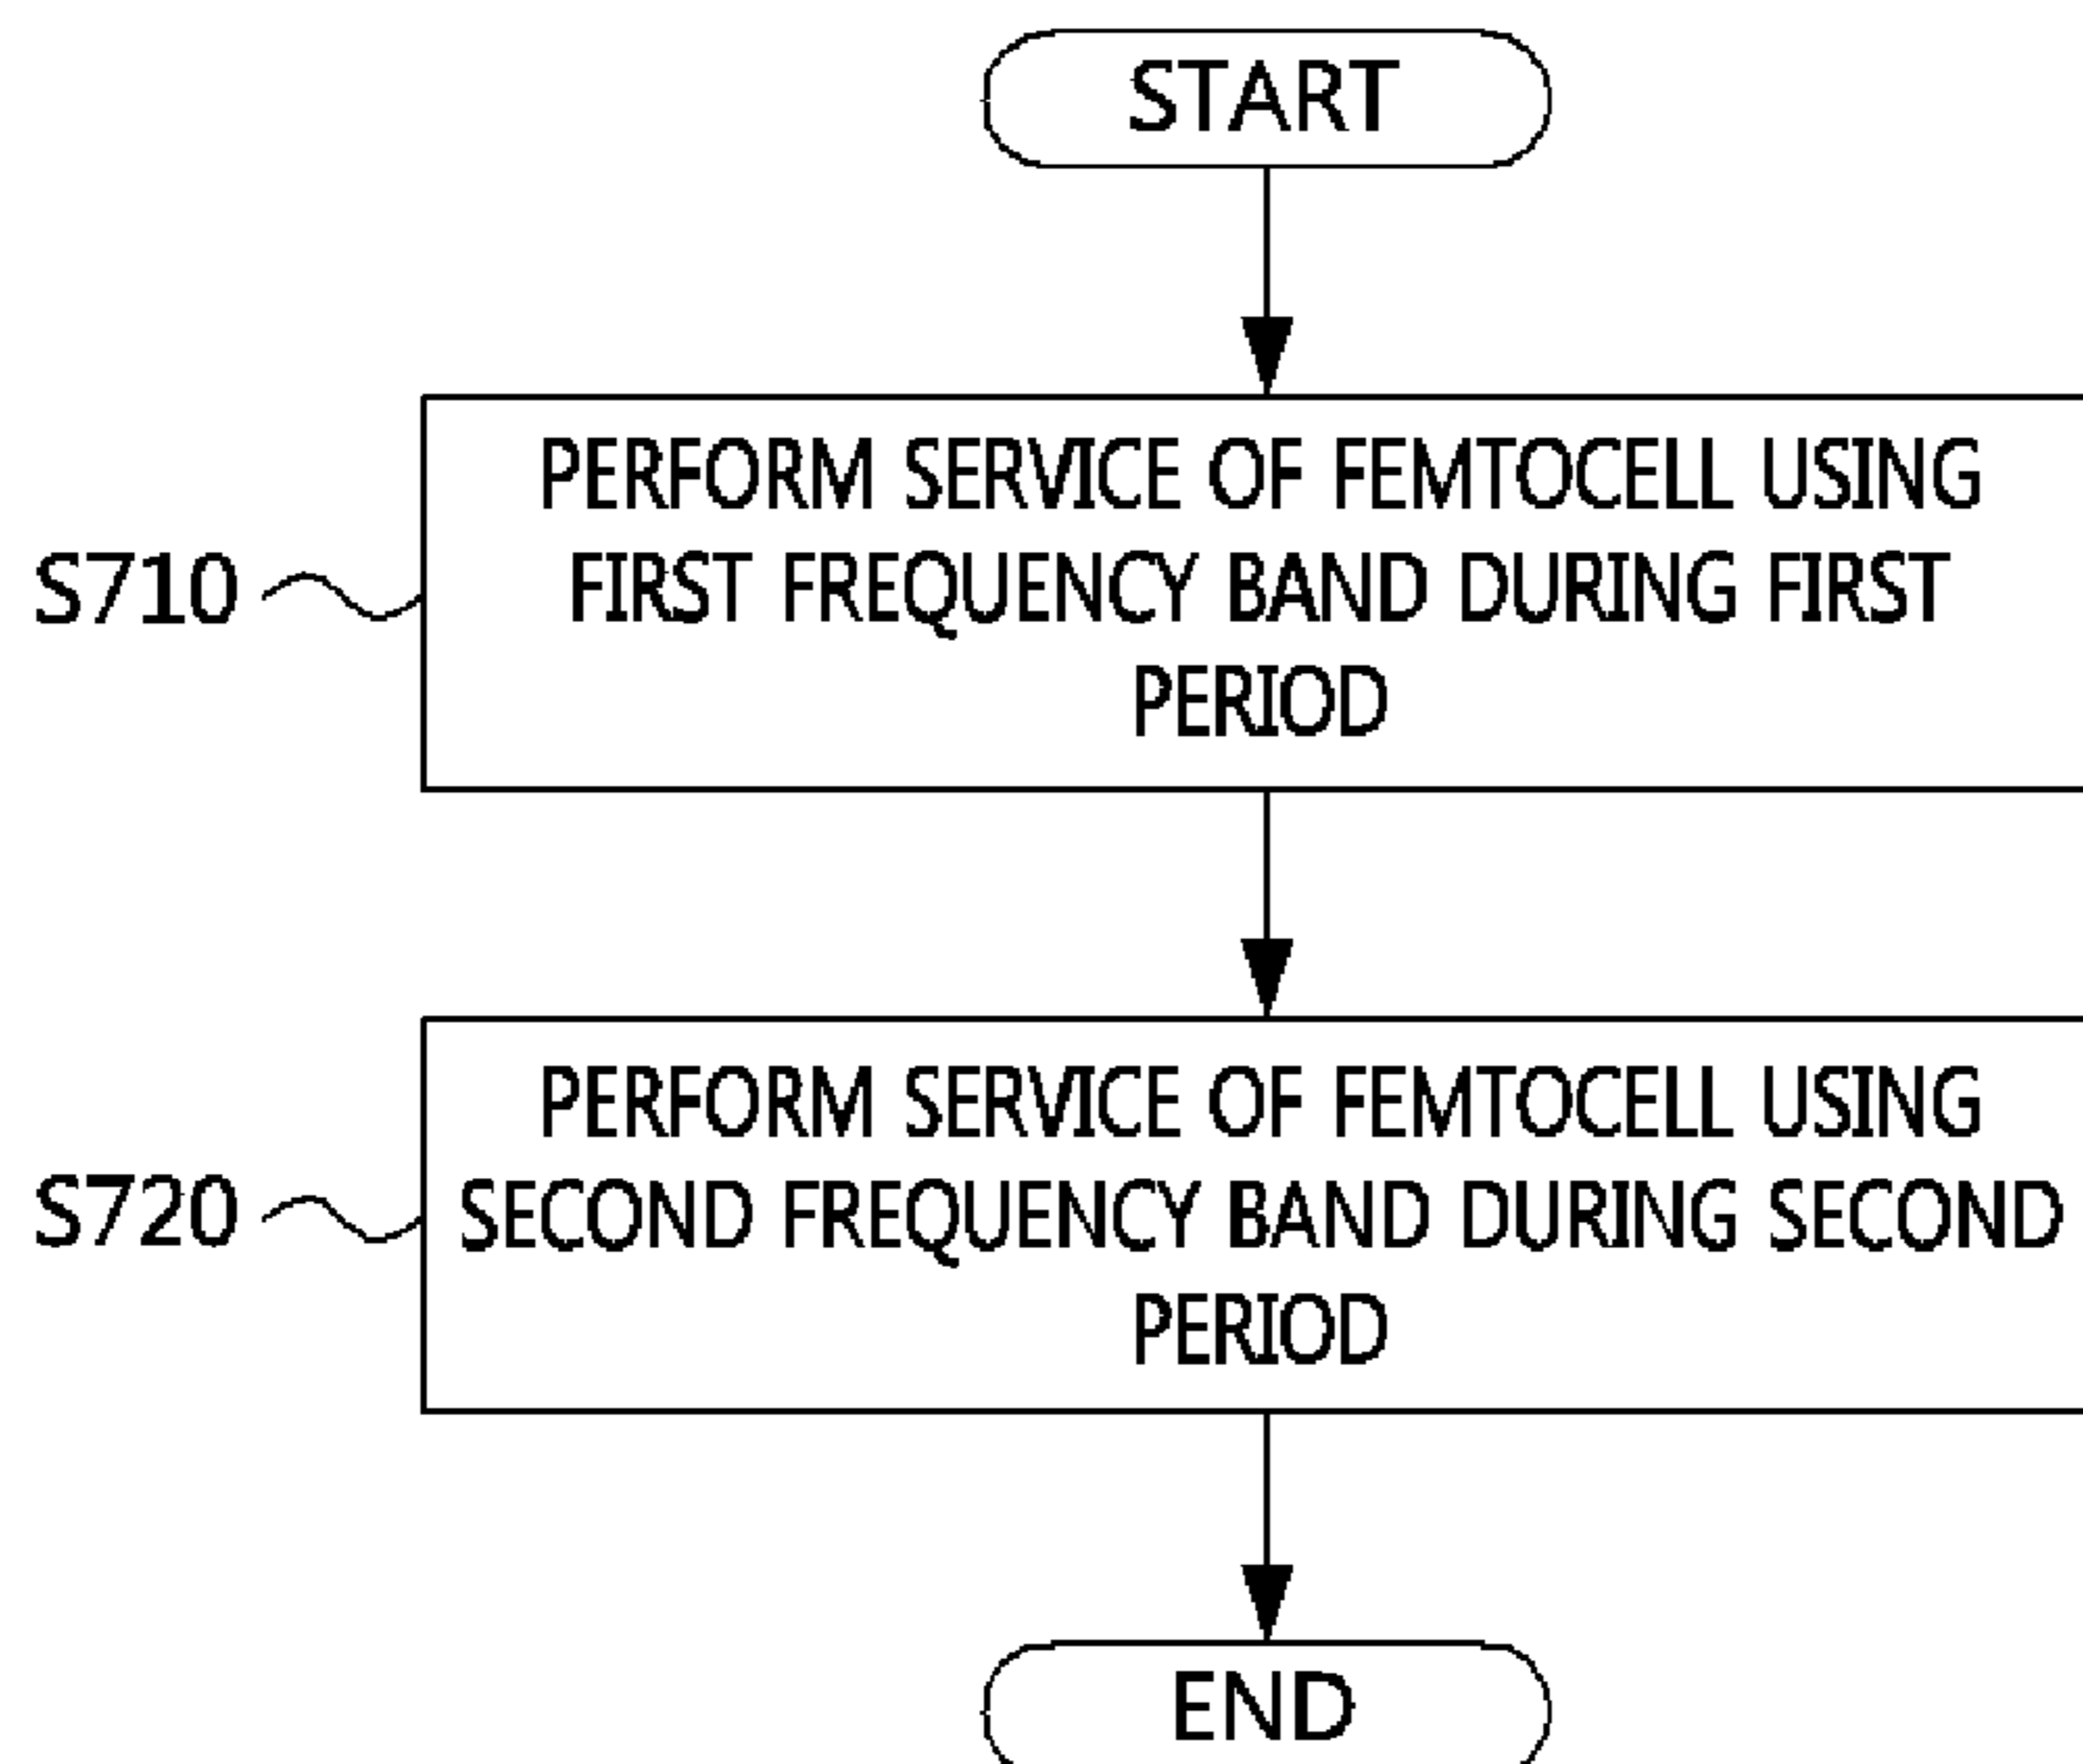 START
PERFORM SERVICE OF FEMTOCELL USING
FIRST FREQUENCY BAND DURING FIRST
PERIOD
S710
PERFORM SERVICE OF FEMTOCELL USING
SECOND FREQUENCY BAND DURING SECOND
PERIOD
S720
END